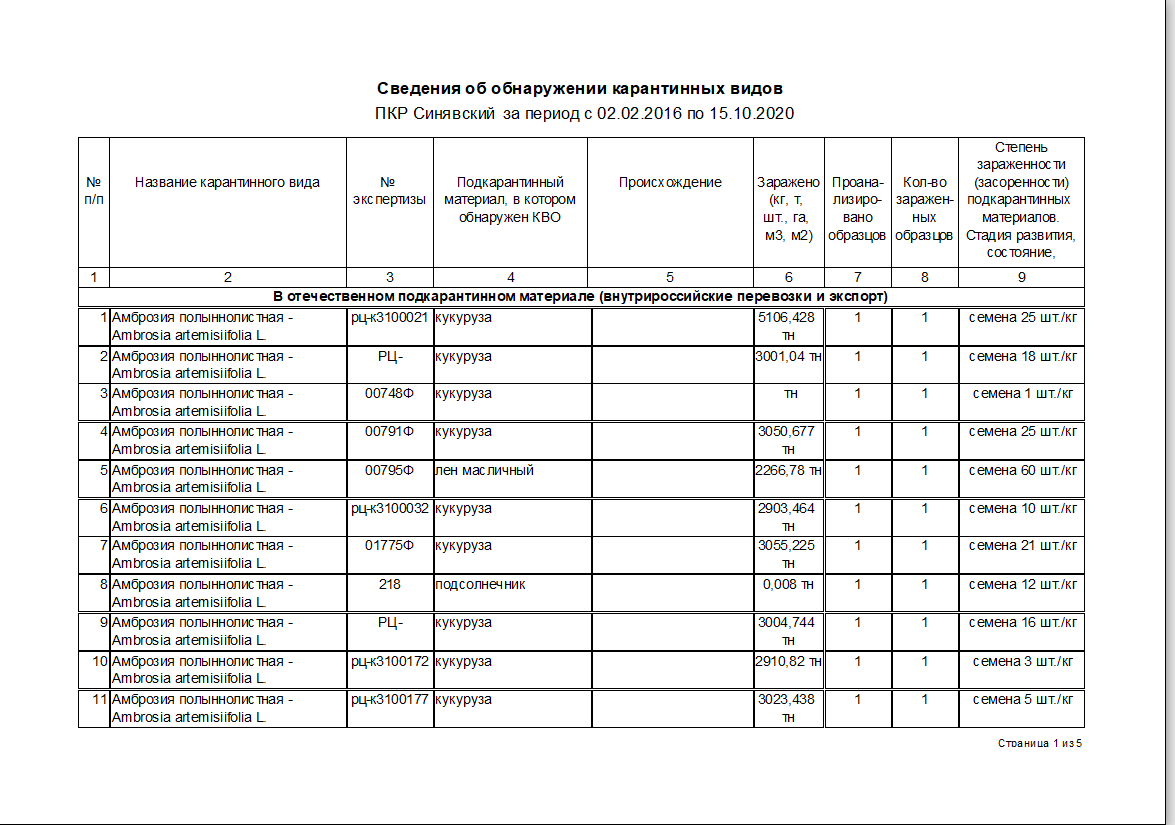 Сведения об обнаружении карантинных видов
ПКР Синявский за период с 02.02.2016 по 15.10.2020
№ п/п
Название карантинного вида
№ экспертизы
Подкарантинный материал, в котором обнаружен КВО
Происхождение
Заражено (кг, т, шт., га, м3, м2)
Проана-лизиро-вано образцов
Кол-во заражен-ных образцов
Степень зараженности (засоренности) подкарантинных материалов. Стадия развития, состояние,
1 2 3 4 5 6 7 8 9
В отечественном подкарантинном материале (внутрироссийские перевозки и экспорт)
1 Амброзия полыннолистная - рц-к3100021 кукуруза 5106,428 1 1 семена 25 шт./кг
Ambrosia artemisiifolia L. тн
2 Амброзия полыннолистная - РЦ- кукуруза 3001,04 тн 1 1 семена 18 шт./кг
Ambrosia artemisiifolia L.
3 Амброзия полыннолистная - 00748Ф кукуруза тн 1 1 семена 1 шт./кг
Ambrosia artemisiifolia L.
4 Амброзия полыннолистная - 00791Ф кукуруза 3050,677 1 1 семена 25 шт./кг
Ambrosia artemisiifolia L. тн
5 Амброзия полыннолистная - 00795Ф лен масличный 2266,78 тн 1 1 семена 60 шт./кг
Ambrosia artemisiifolia L.
6 Амброзия полыннолистная - рц-к3100032 кукуруза 2903,464 1 1 семена 10 шт./кг
Ambrosia artemisiifolia L. тн
7 Амброзия полыннолистная - 01775Ф кукуруза 3055,225 1 1 семена 21 шт./кг
Ambrosia artemisiifolia L. тн
8 Амброзия полыннолистная - 218 подсолнечник 0,008 тн 1 1 семена 12 шт./кг
Ambrosia artemisiifolia L.
9 Амброзия полыннолистная - РЦ- кукуруза 3004,744 1 1 семена 16 шт./кг
Ambrosia artemisiifolia L. тн
10 Амброзия полыннолистная - рц-к3100172 кукуруза 2910,82 тн 1 1 семена 3 шт./кг
Ambrosia artemisiifolia L.
11 Амброзия полыннолистная - рц-к3100177 кукуруза 3023,438 1 1 семена 5 шт./кг
Ambrosia artemisiifolia L. тн
Страница 1 из 5